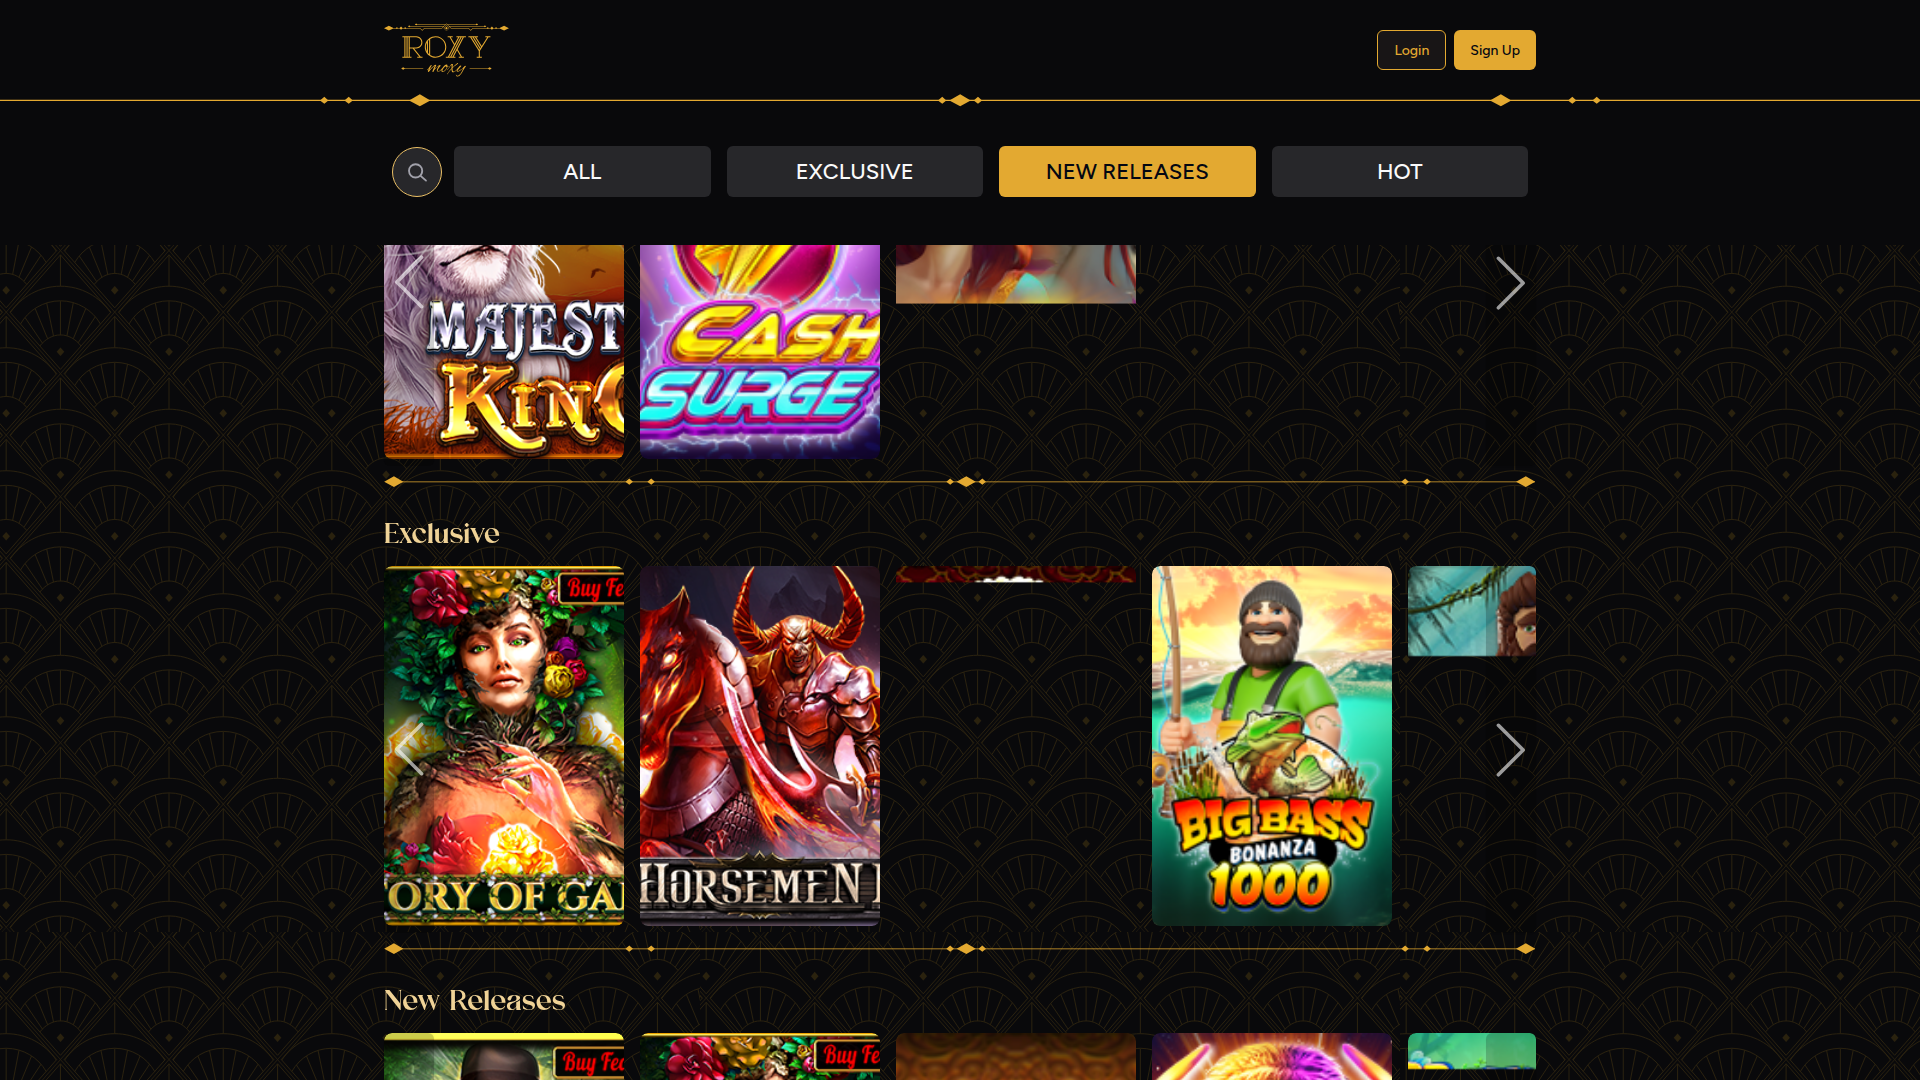 ROXY
moxy
Login
Sign Up
ALL
EXCLUSIVE
NEW RELEASES
HOT
MAJEST
KING
CASH
SURGE
Exclusive
Buy Fe
ORY OF GA
HORSEMEN
BIG BASS
BONANZA
1000
New Releases
Buy Fea
Buy Fe